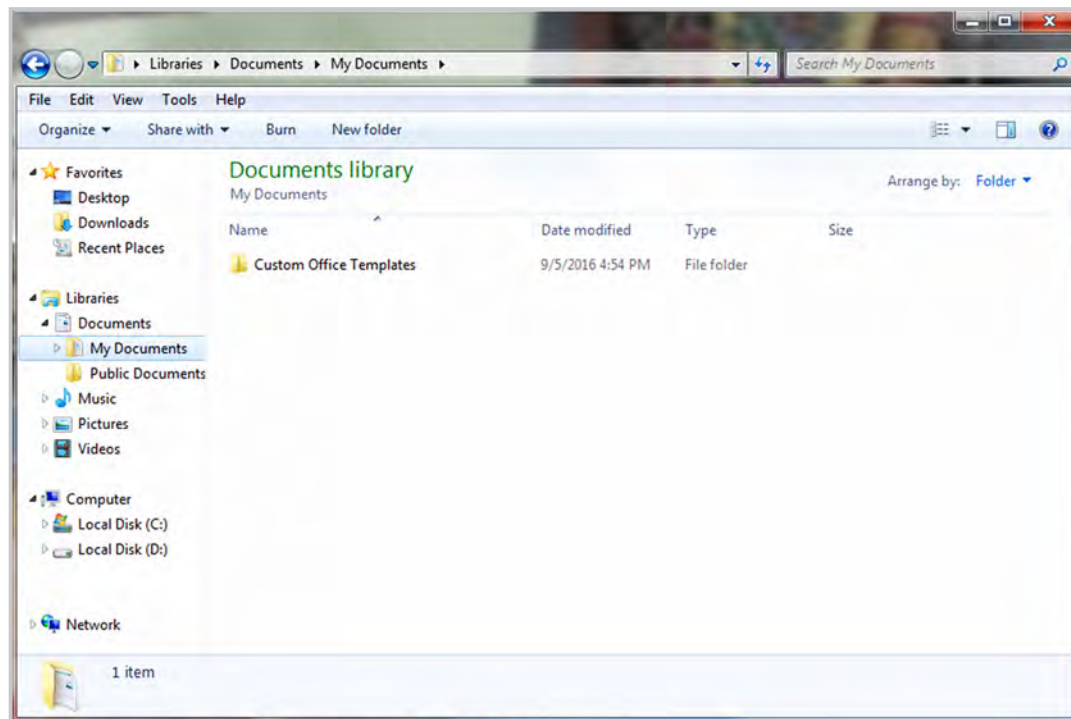 Libraries Documents My Documents Search My Documents
File Edit View Tools Help
Organize Share with Burn New folder
Favorites
Desktop
Downloads
Recent Places
Libraries
Documents
My Documents
Public Documents
Music
Pictures
Videos
Computer
Local Disk (C:)
Local Disk (D:)
Network
Documents library
My Documents
Arrange by: Folder
Name Date modified Type Size
Custom Office Templates 9/5/2016 4:54 PM File folder
1 item